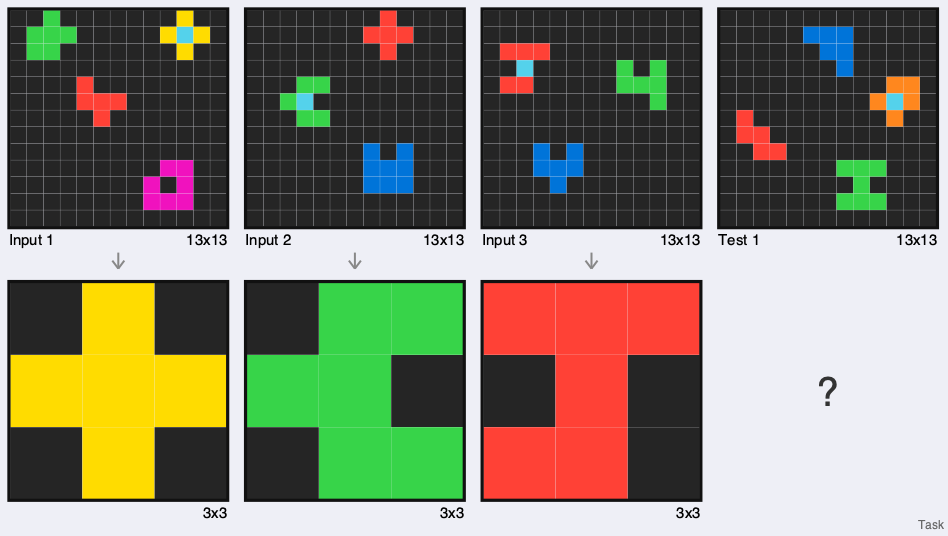 Input 1 13x13
Input 2 13x13
Input 3 13x13
Test 1 13x13
?
3x3
3x3
3x3
Task